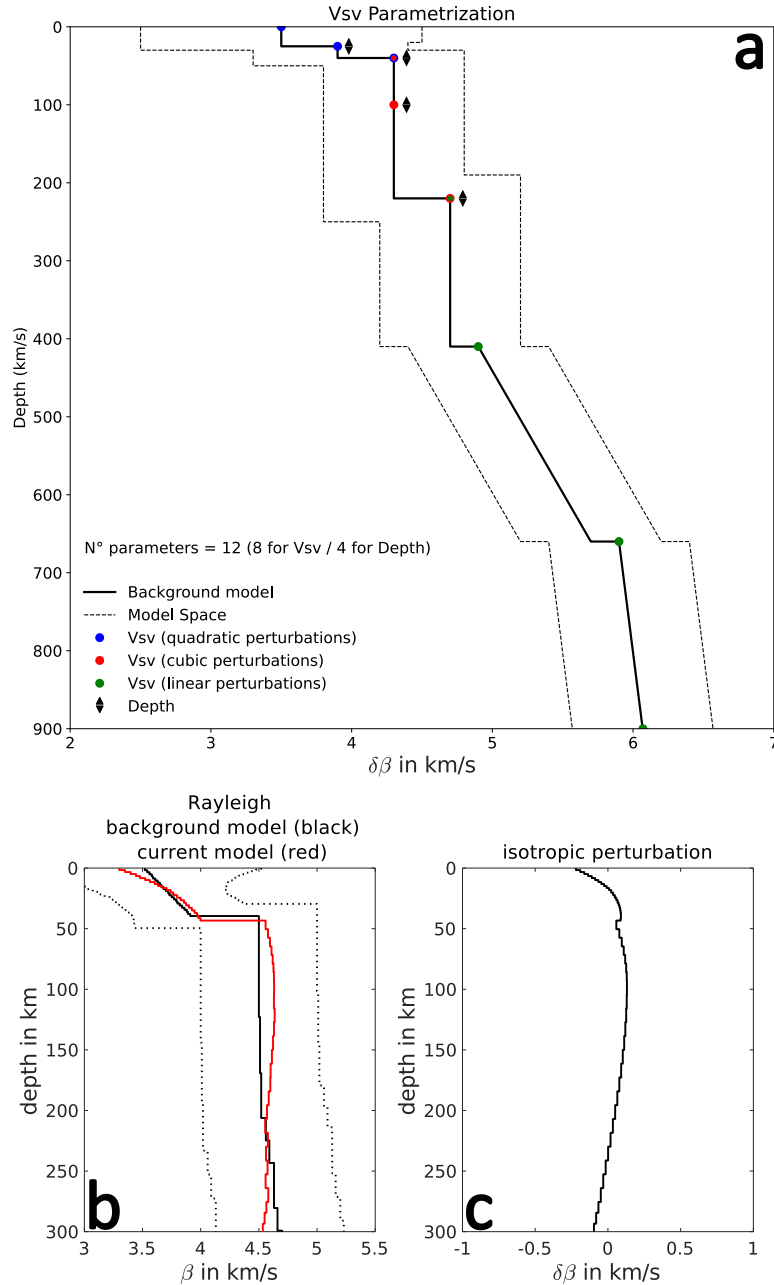 Vsv Parametrization
a
0
100
200
300
400
500
600
700
800
900
Depth (km/s)
N° parameters = 12 (8 for Vsv / 4 for Depth)
Background model
Model Space
Vsv (quadratic perturbations)
Vsv (cubic perturbations)
Vsv (linear perturbations)
Depth
2 3 4 5 6 7
δβ in km/s
Rayleigh
background model (black)
current model (red)
0
50
100
150
200
250
300
depth in km
b
3 3.5 4 4.5 5 5.5
β in km/s
isotropic perturbation
0
50
100
150
200
250
300
depth in km
c
-1 -0.5 0 0.5 1
δβ in km/s